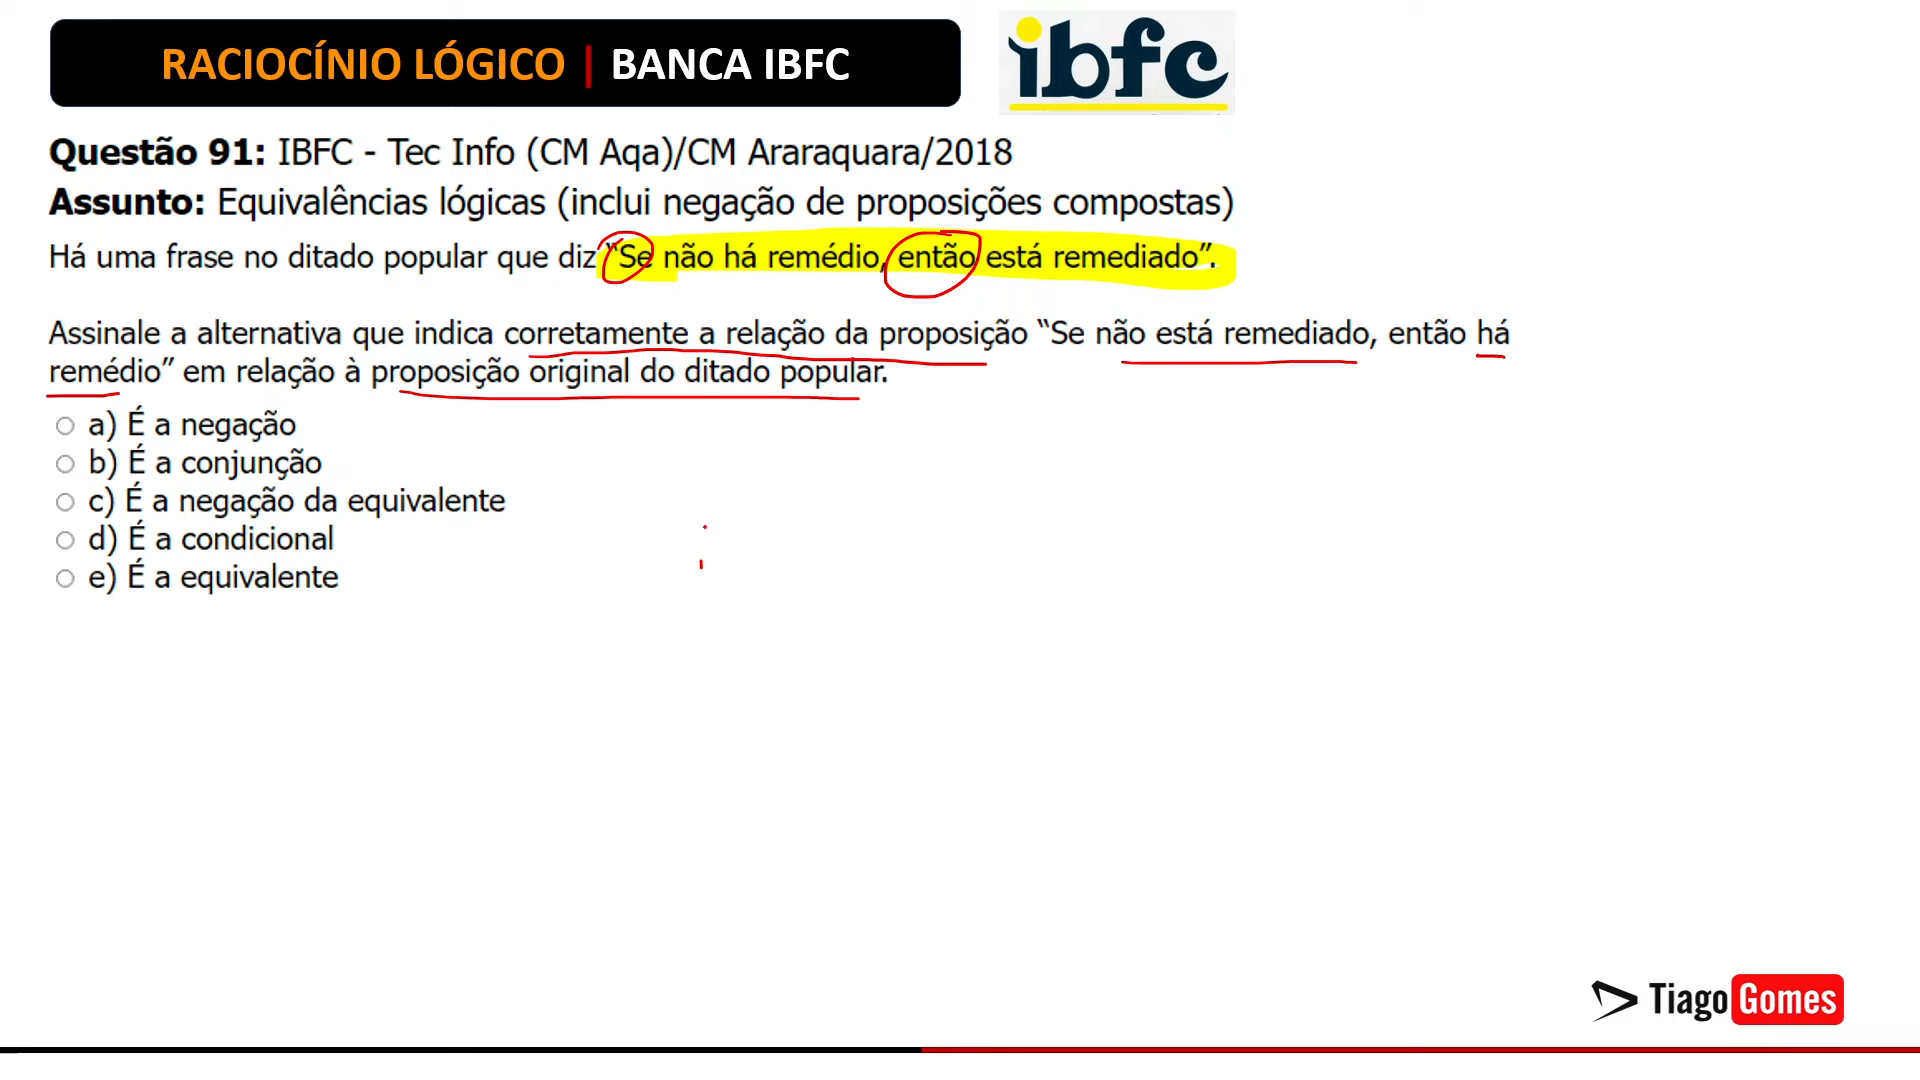 RACIOCÍNIO LÓGICO | BANCA IBFC
ibfc
Questão 91: IBFC - Tec Info (CM Aqa)/CM Araraquara/2018
Assunto: Equivalências lógicas (inclui negação de proposições compostas)
Há uma frase no ditado popular que diz “Se não há remédio, então está remediado”.
Assinale a alternativa que indica corretamente a relação da proposição “Se não está remediado, então há
remédio” em relação à proposição original do ditado popular.
a) É a negação
b) É a conjunção
c) É a negação da equivalente
d) É a condicional
e) É a equivalente
Tiago Gomes